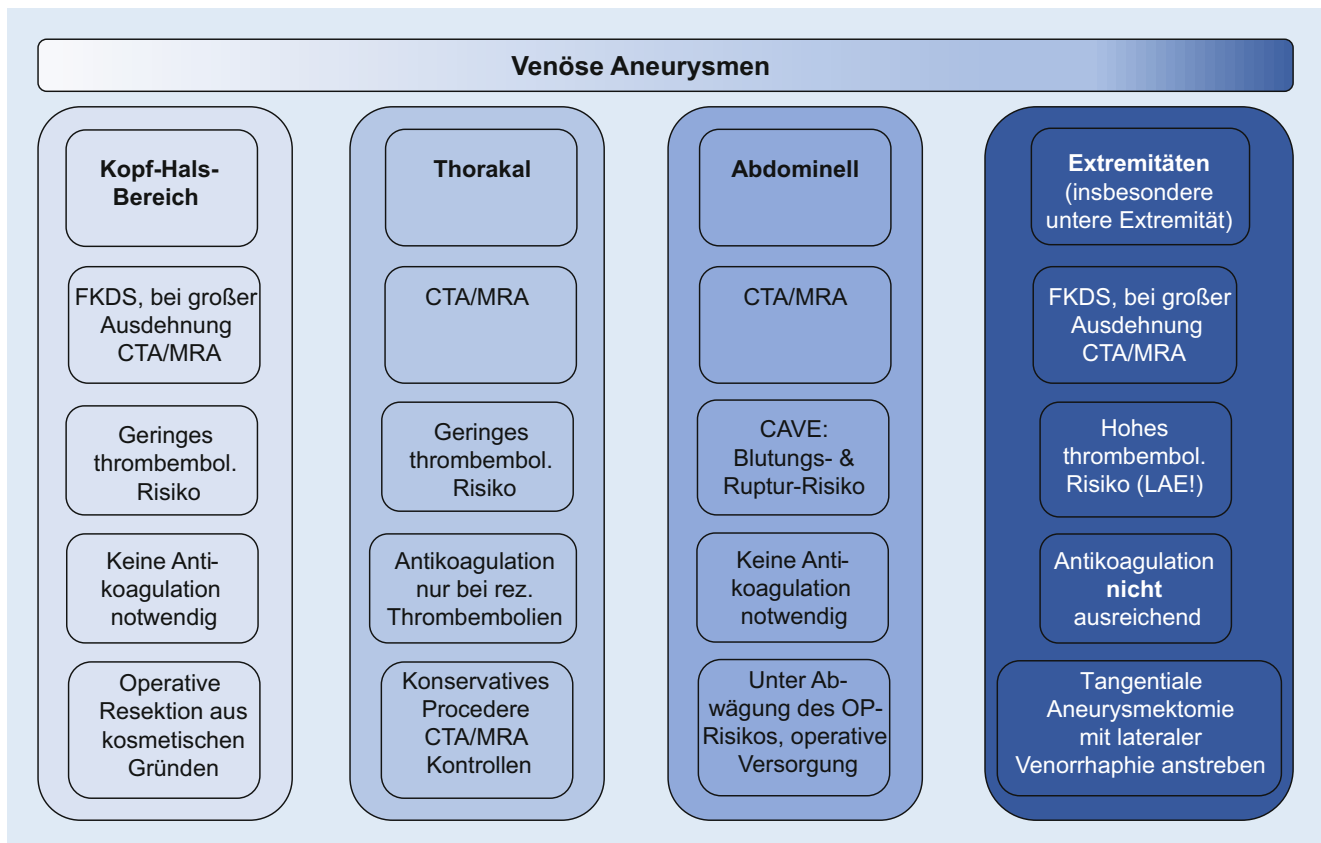 Venöse Aneurysmen
Kopf-Hals-
Bereich
FKDS, bei großer
Ausdehnung
CTA/MRA
Geringes
thrombembol.
Risiko
Keine Anti-
koagulation
notwendig
Operative
Resektion aus
kosmetischen
Gründen
Thorakal
CTA/MRA
Geringes
thrombembol.
Risiko
Antikoagulation
nur bei rez.
Thrombembolien
Konservatives
Procedere
CTA/MRA
Kontrollen
Abdominell
CTA/MRA
CAVE:
Blutungs- &
Ruptur-Risiko
Keine Anti-
koagulation
notwendig
Unter Ab-
wägung des OP-
Risikos, operative
Versorgung
Extremitäten
(insbesondere
untere Extremität)
FKDS, bei großer
Ausdehnung
CTA/MRA
Hohes
thrombembol.
Risiko (LAE!)
Antikoagulation
nicht
ausreichend
Tangentiale
Aneurysmektomie
mit lateraler
Venorrhaphie anstreben